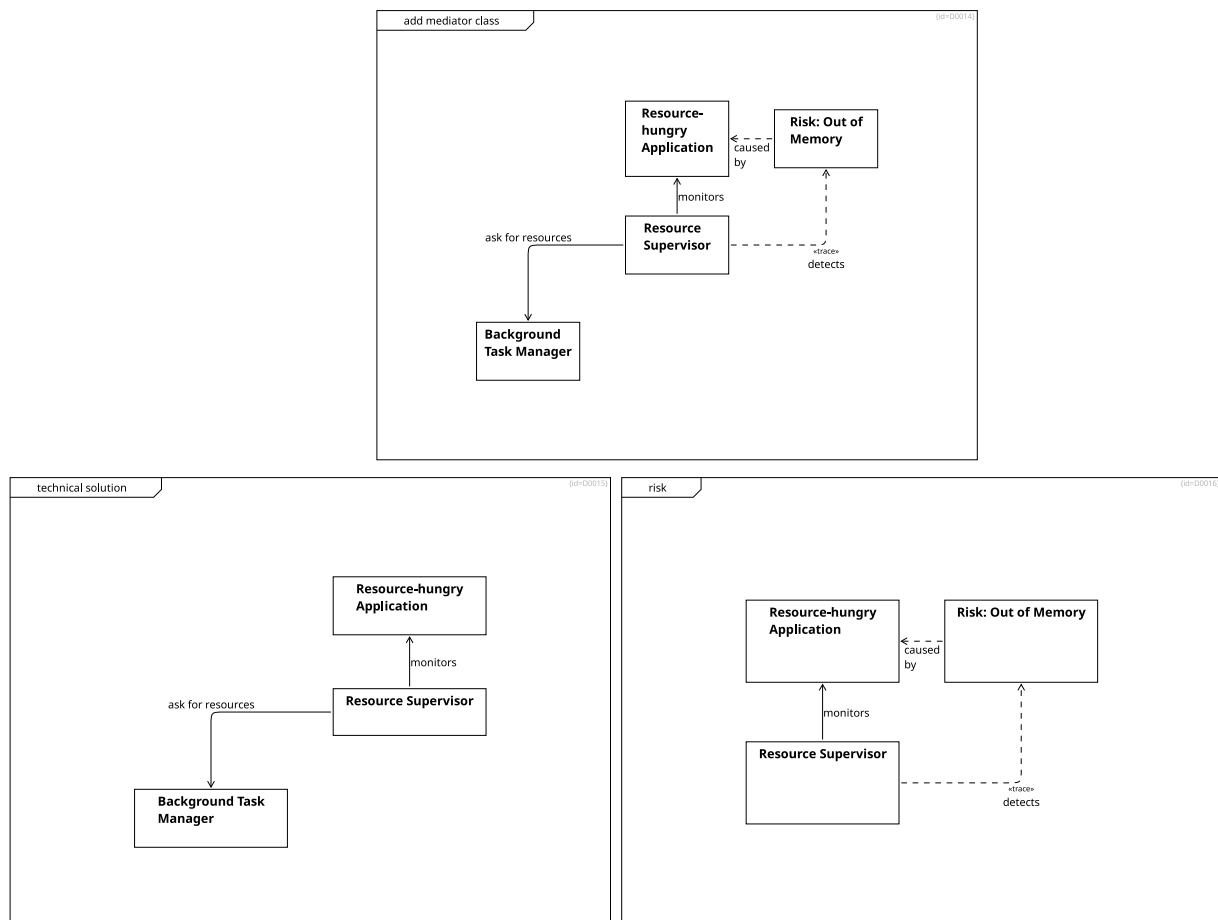 add mediator class
{id=D0014}
Resource-
hungry
Application
Risk: Out of
Memory
caused
by
monitors
Resource
Supervisor
ask for resources
«trace»
detects
Background
Task Manager
technical solution
{id=D0015}
Resource-hungry
Application
monitors
Resource Supervisor
ask for resources
Background Task
Manager
risk
{id=D0016}
Resource-hungry
Application
Risk: Out of Memory
caused
by
monitors
Resource Supervisor
«trace»
detects